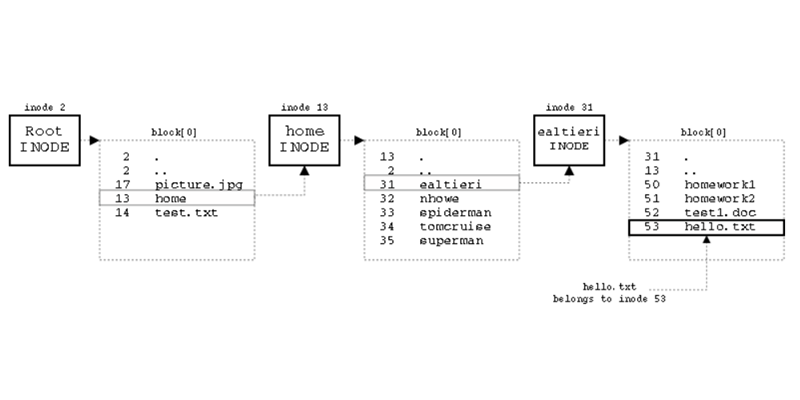 inode 2
Root
INODE
block[0]
2 .
2 ..
17 picture.jpg
13 home
14 test.txt
inode 13
home
INODE
block[0]
13 .
2 ..
31 ealtieri
32 nhowe
33 spiderman
34 tomcruise
35 superman
inode 31
ealtieri
INODE
block[0]
31 .
13 ..
50 homework1
51 homework2
52 test1.doc
53 hello.txt
hello.txt
belongs to inode 53